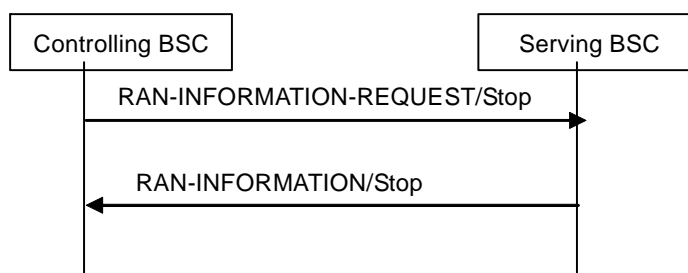 Controlling BSC
Serving BSC
RAN-INFORMATION-REQUEST/Stop
RAN-INFORMATION/Stop